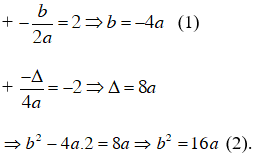 + -b/2a = 2 ⇒ b = -4a (1)
+ -Δ/4a = -2 ⇒ Δ = 8a
⇒ b² - 4a.2 = 8a ⇒ b² = 16a (2).